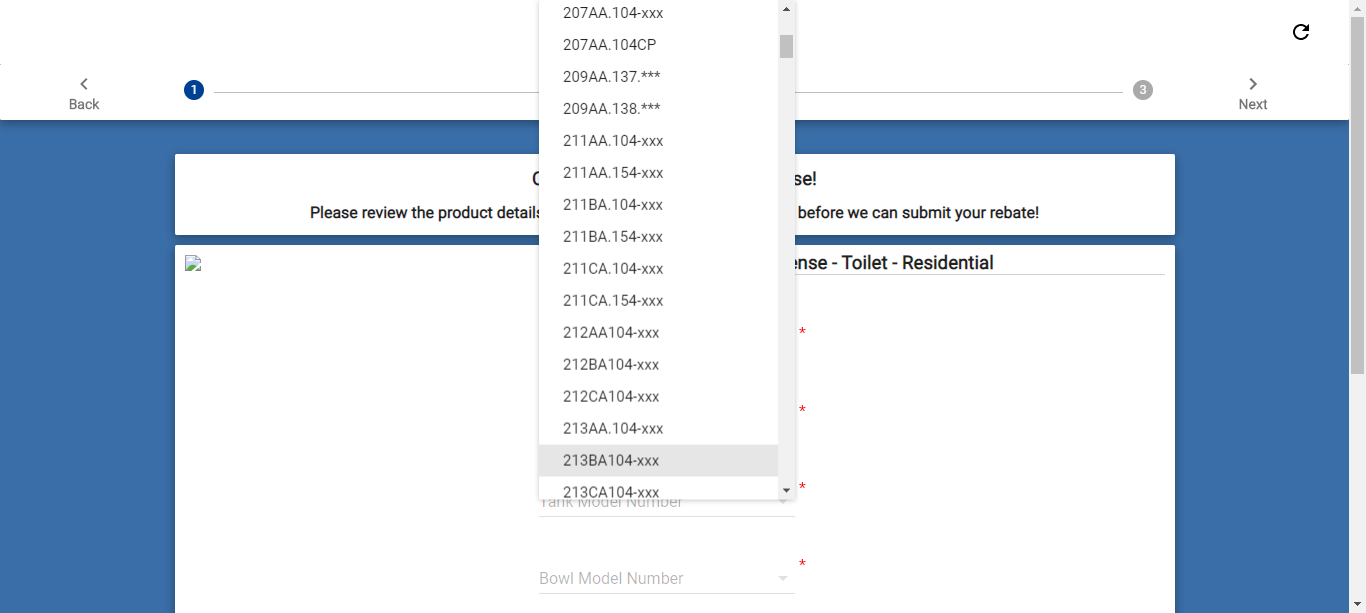 207AA.104-xxx
207AA.104CP
209AA.137.***
209AA.138.***
211AA.104-xxx
211AA.154-xxx
211BA.104-xxx
211BA.154-xxx
211CA.104-xxx
211CA.154-xxx
212AA104-xxx
212BA104-xxx
212CA104-xxx
213AA.104-xxx
213BA104-xxx
213CA104-xxx
Back
1
3
Next
se!
Please review the product details
before we can submit your rebate!
ense - Toilet - Residential
*
*
*
Tank Model Number
*
Bowl Model Number